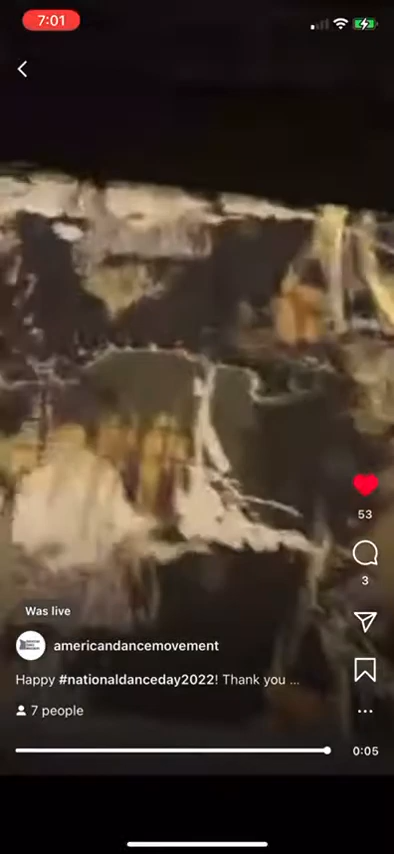 7:01
53
3
Was live
americandancemovement
Happy #nationaldanceday2022! Thank you ...
7 people
0:05